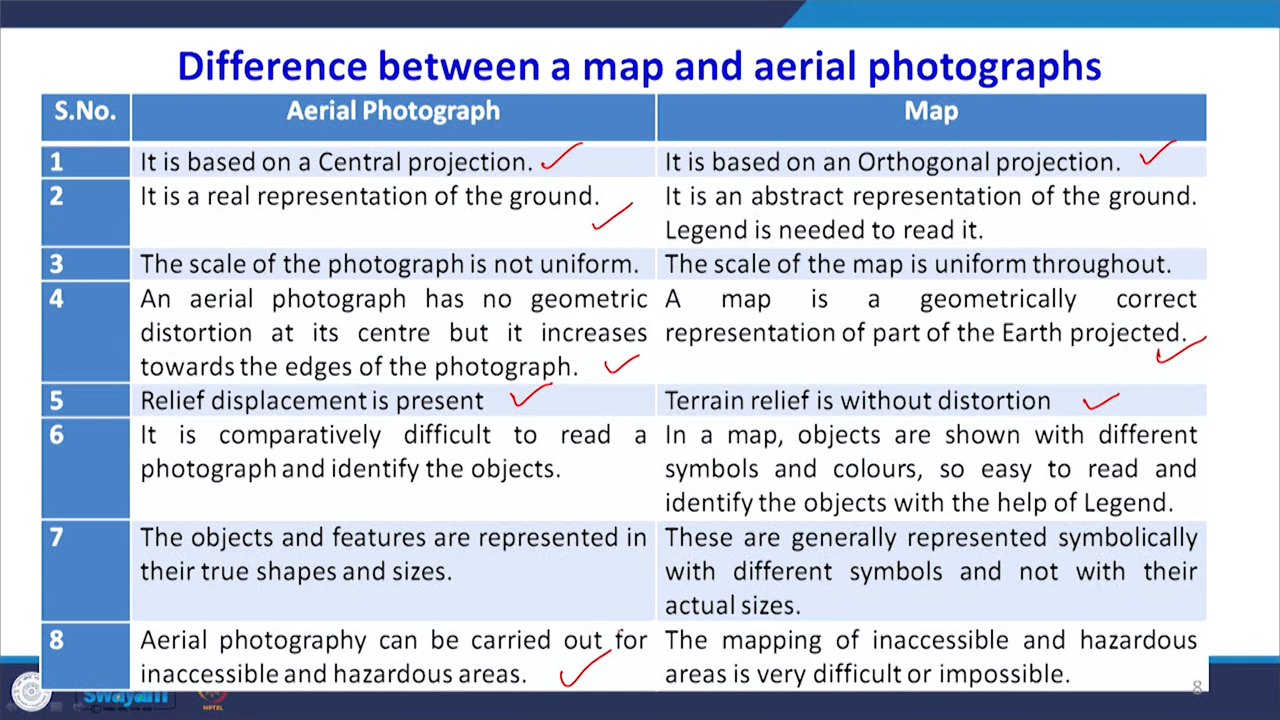 Difference between a map and aerial photographs
S.No. Aerial Photograph Map
1 It is based on a Central projection. It is based on an Orthogonal projection.
2 It is a real representation of the ground. It is an abstract representation of the ground.
Legend is needed to read it.
3 The scale of the photograph is not uniform. The scale of the map is uniform throughout.
4 An aerial photograph has no geometric
distortion at its centre but it increases
towards the edges of the photograph.
A map is a geometrically correct
representation of part of the Earth projected.
5 Relief displacement is present Terrain relief is without distortion
6 It is comparatively difficult to read a
photograph and identify the objects.
In a map, objects are shown with different
symbols and colours, so easy to read and
identify the objects with the help of Legend.
7 The objects and features are represented in
their true shapes and sizes.
These are generally represented symbolically
with different symbols and not with their
actual sizes.
8 Aerial photography can be carried out for
inaccessible and hazardous areas.
The mapping of inaccessible and hazardous
areas is very difficult or impossible.
swayam
NPTEL
8